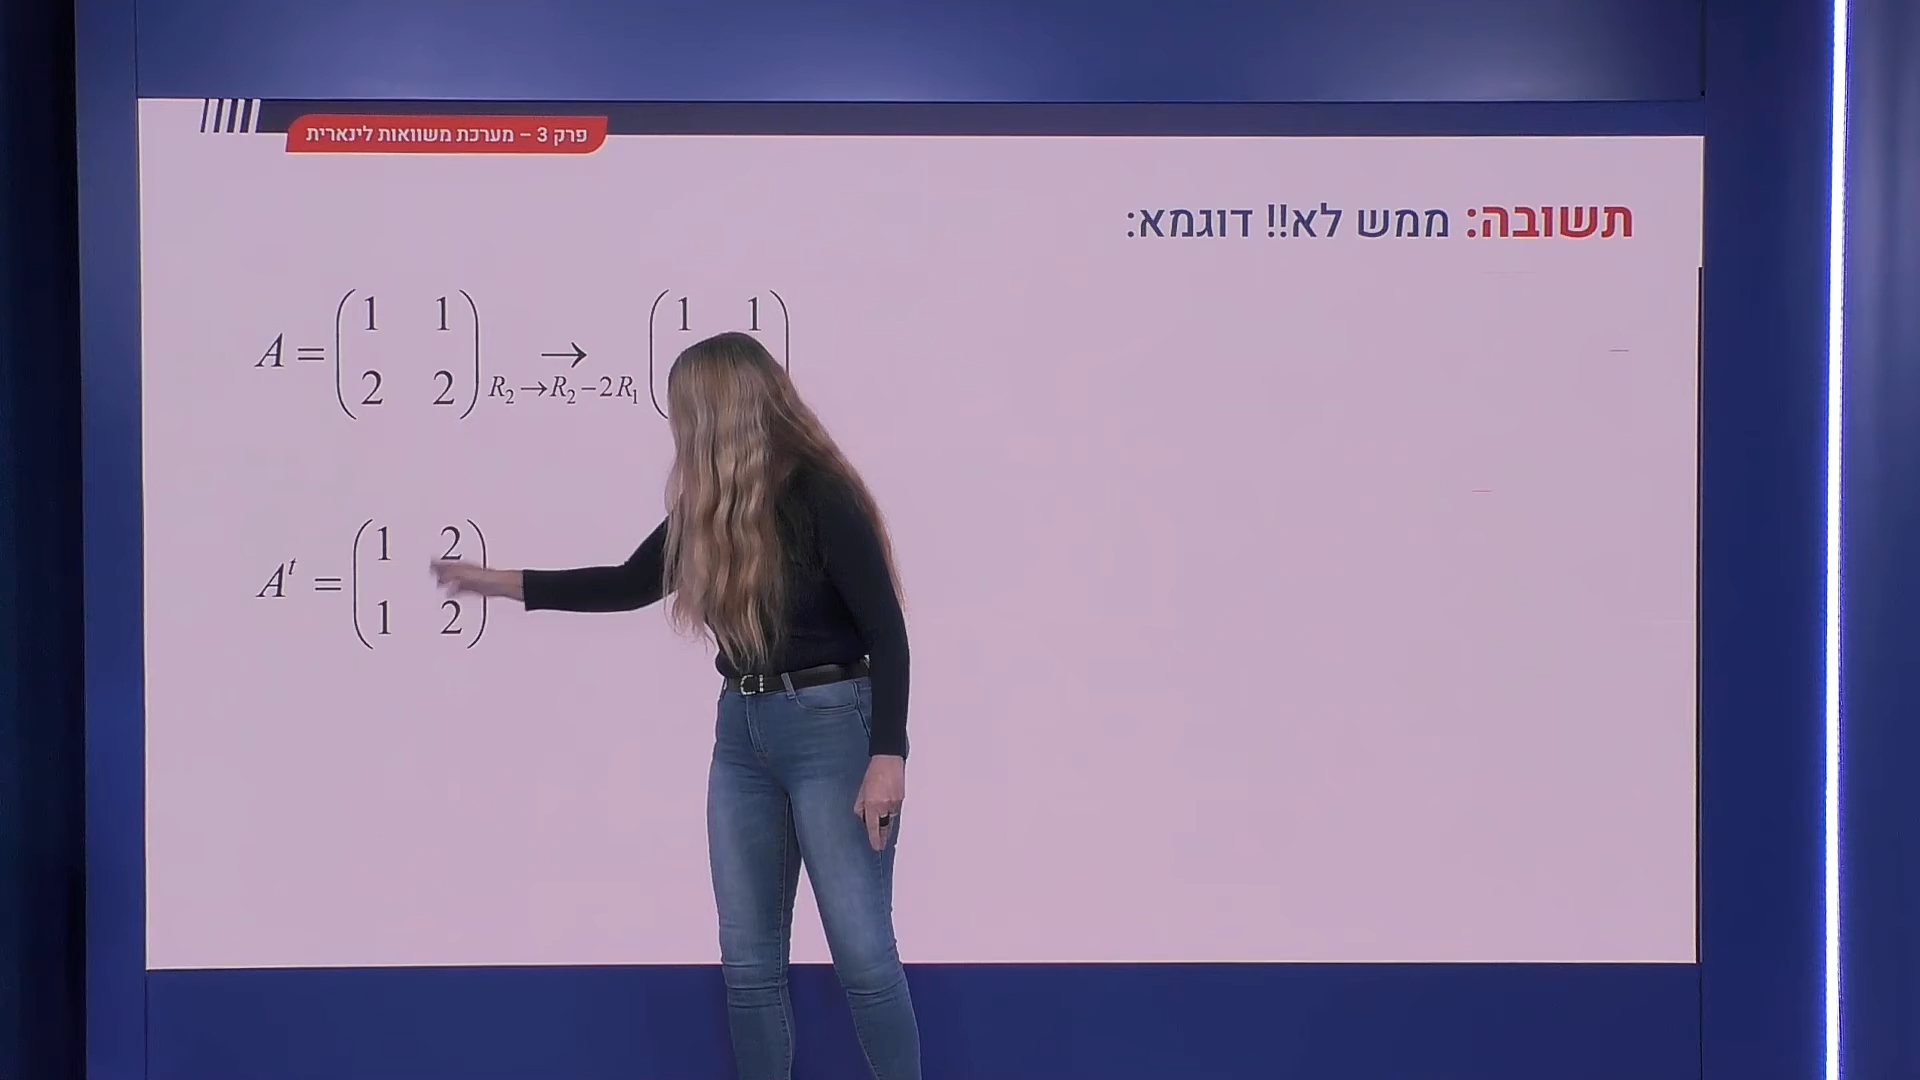 פרק 3 – מערכת משוואות לינארית
תשובה: ממש לא!! דוגמא:
A = (1 1
2 2) → R₂→R₂−2R₁ (1 1)
Aᵗ = (1 2
1 2)